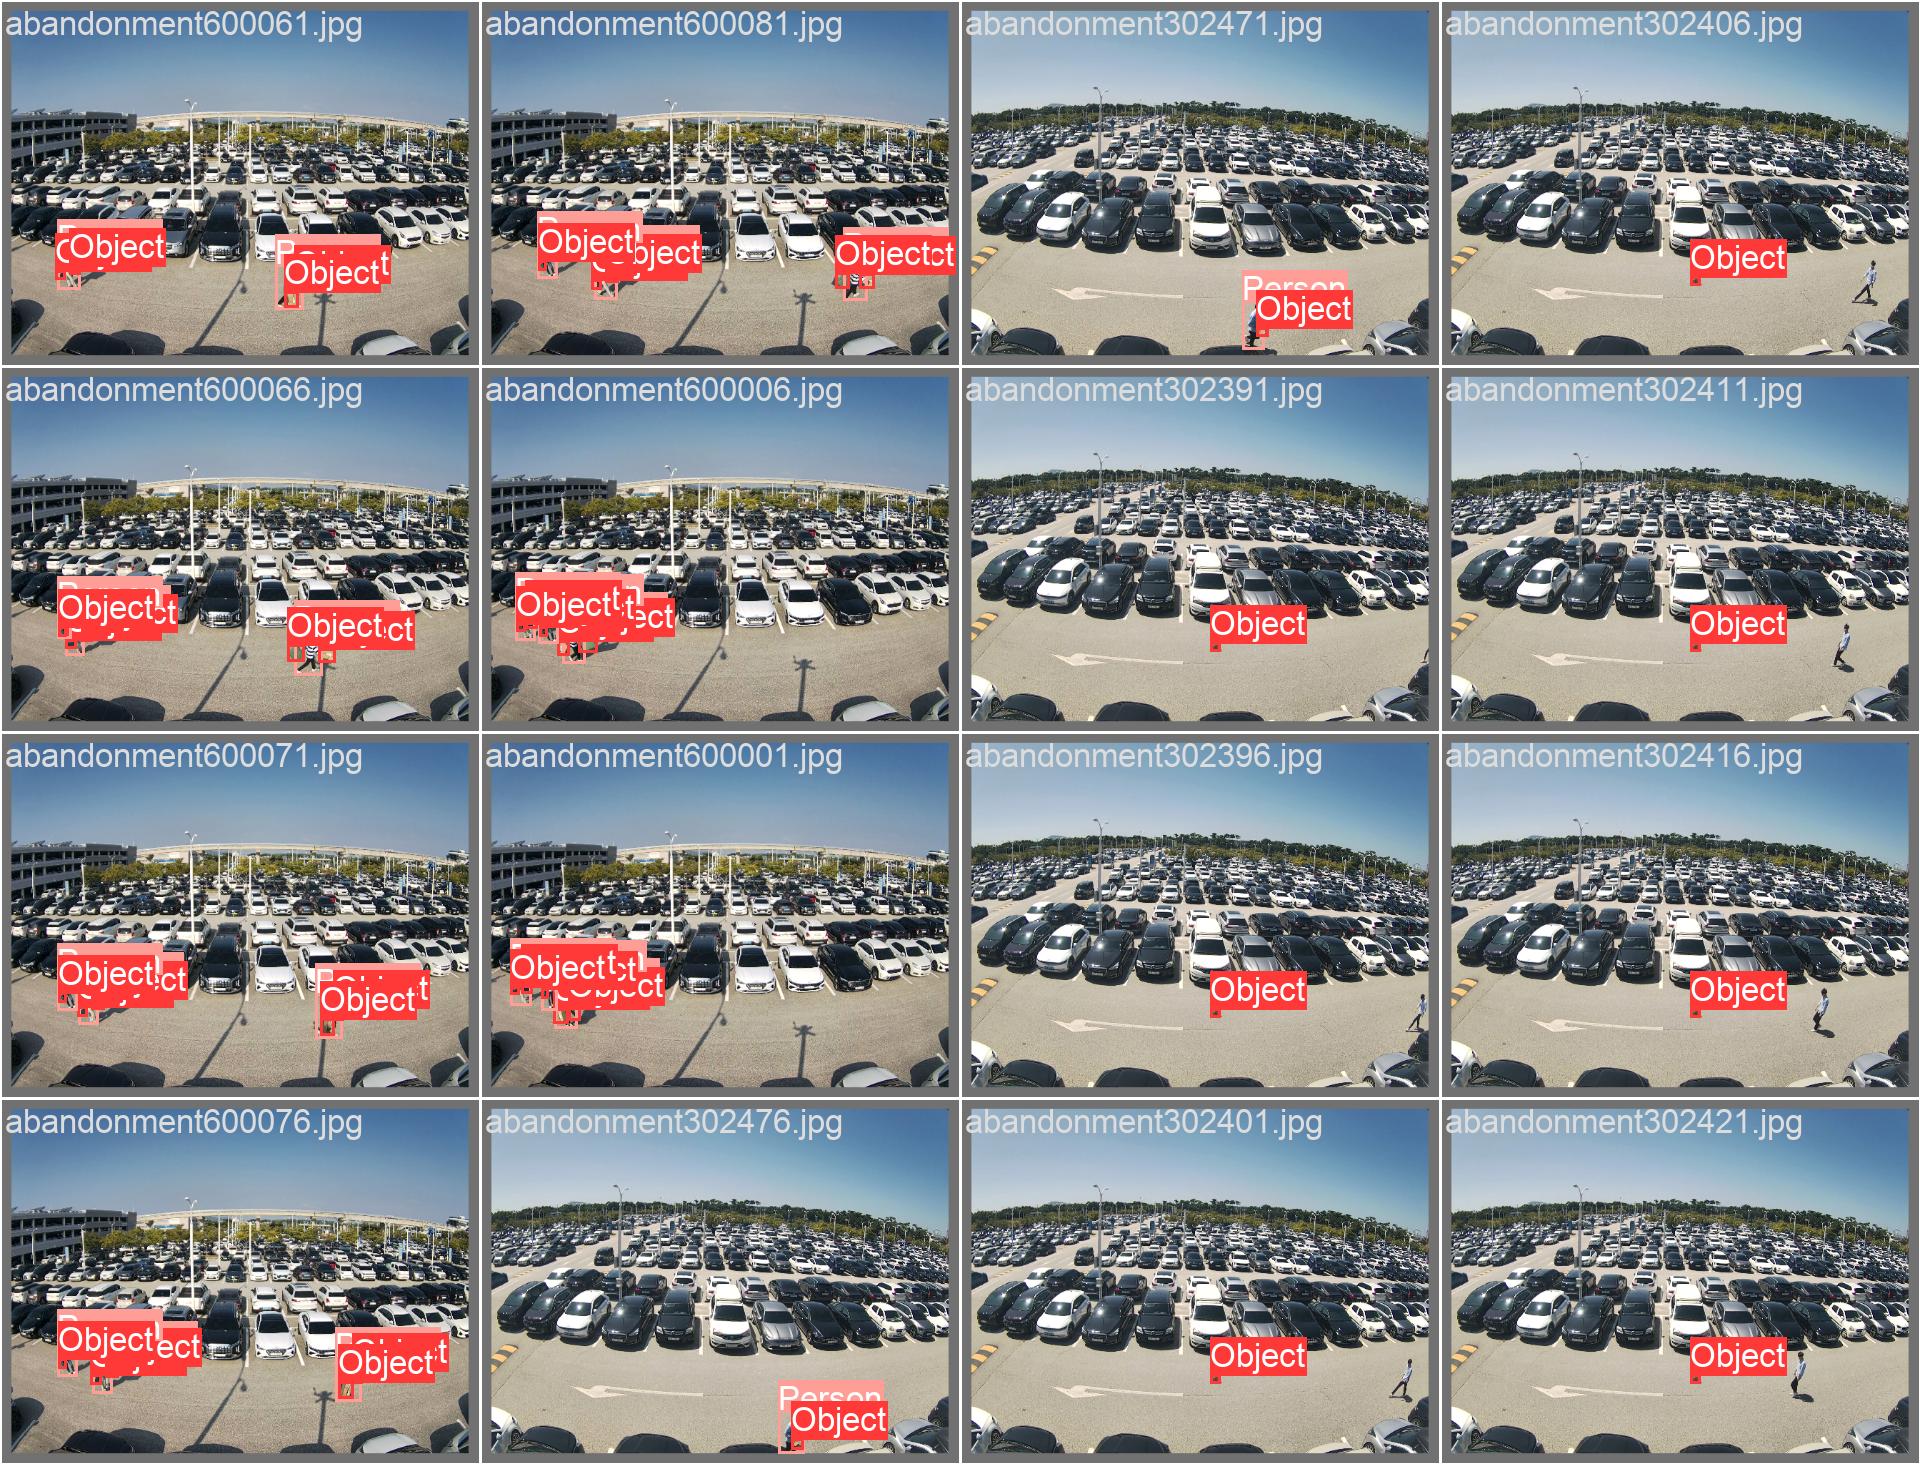 abandonment600061.jpg
Object
Object
abandonment600081.jpg
Object
Object
Object
abandonment302471.jpg
Person
Object
abandonment302406.jpg
Object
abandonment600066.jpg
Object
Object
abandonment600006.jpg
Object
abandonment302391.jpg
Object
abandonment302411.jpg
Object
abandonment600071.jpg
Object
Object
abandonment600001.jpg
Object
Object
abandonment302396.jpg
Object
abandonment302416.jpg
Object
abandonment600076.jpg
Object
Object
abandonment302476.jpg
Person
Object
abandonment302401.jpg
Object
abandonment302421.jpg
Object